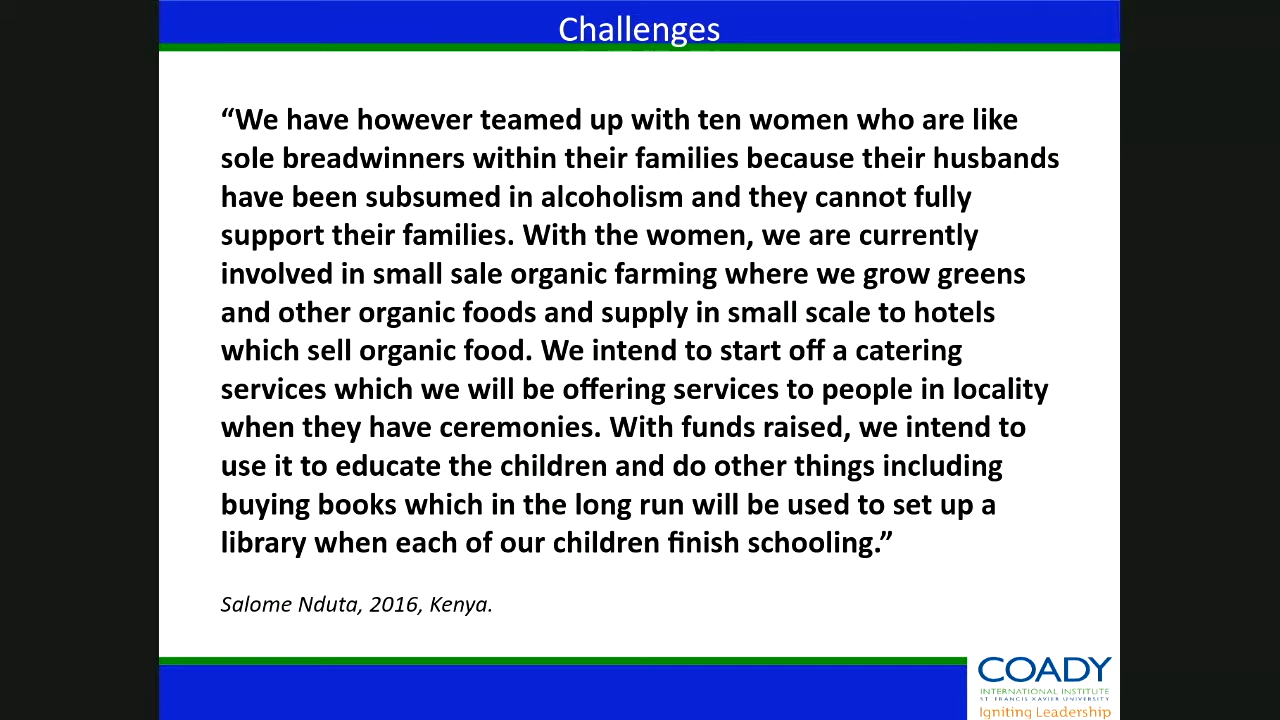 Challenges
“We have however teamed up with ten women who are like
sole breadwinners within their families because their husbands
have been subsumed in alcoholism and they cannot fully
support their families. With the women, we are currently
involved in small sale organic farming where we grow greens
and other organic foods and supply in small scale to hotels
which sell organic food. We intend to start off a catering
services which we will be offering services to people in locality
when they have ceremonies. With funds raised, we intend to
use it to educate the children and do other things including
buying books which in the long run will be used to set up a
library when each of our children finish schooling.”
Salome Nduta, 2016, Kenya.
COADY
INTERNATIONAL INSTITUTE
ST. FRANCIS XAVIER UNIVERSITY
Igniting Leadership